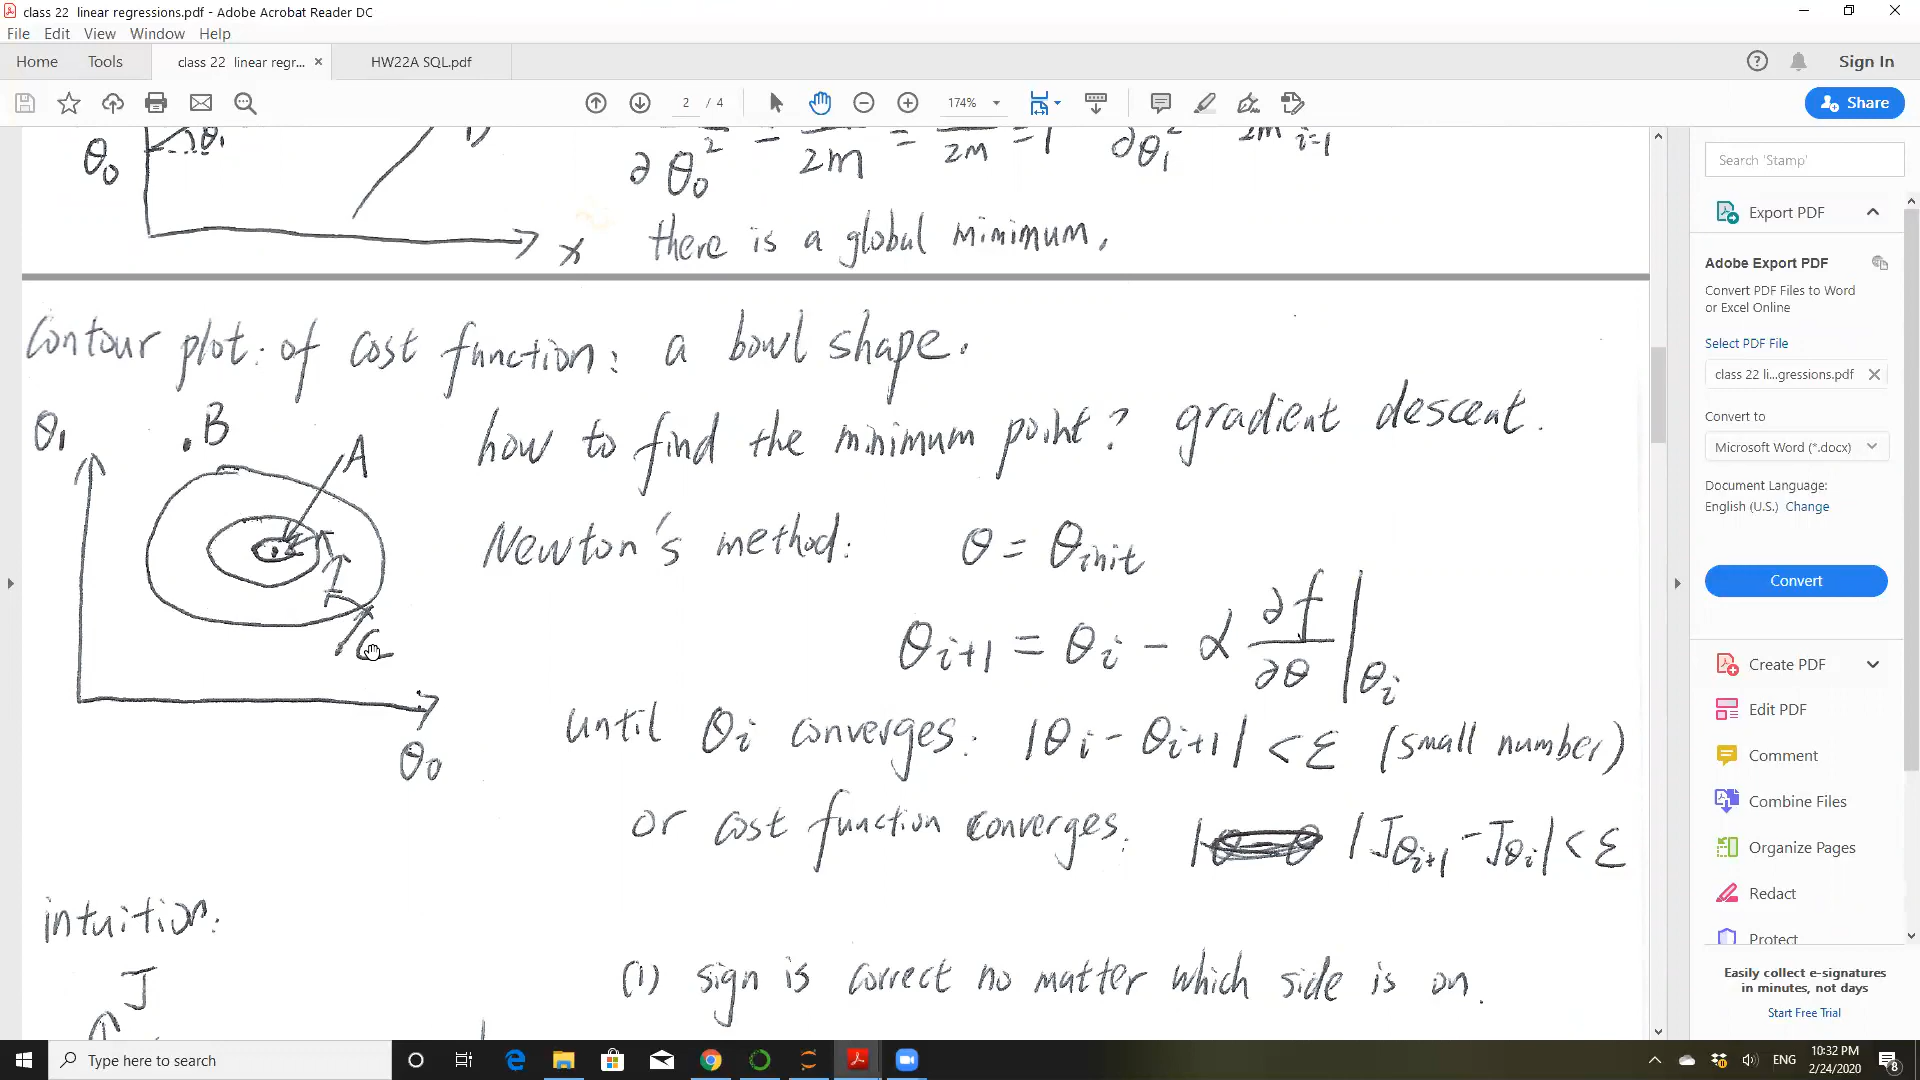 class 22 linear regressions.pdf - Adobe Acrobat Reader DC
File Edit View Window Help
Home Tools class 22 linear regr... × HW22A SQL.pdf Sign In
2 / 4 174% Share
θ₀ θ₁
∂θ₀² = 2m = 2m = 1 ∂θ₁² 2m i=1
x there is a global minimum.
Contour plot: of cost function: a bowl shape.
θ₁ B A how to find the minimum point? gradient descent.
Newton's method: θ = θinit
C θi+1 = θi - α ∂f/∂θ |θi
until θi converges: |θi - θi+1| < ε (small number)
θ₀
or cost function converges: |Jθi+1 - Jθi| < ε
intuition:
J (1) sign is correct no matter which side is on.
Search 'Stamp'
Export PDF
Adobe Export PDF
Convert PDF Files to Word
or Excel Online
Select PDF File
class 22 li...gressions.pdf ×
Convert to
Microsoft Word (*.docx)
Document Language:
English (U.S.) Change
Convert
Create PDF
Edit PDF
Comment
Combine Files
Organize Pages
Redact
Protect
Easily collect e-signatures
in minutes, not days
Start Free Trial
Type here to search
ENG
10:32 PM
2/24/2020
8